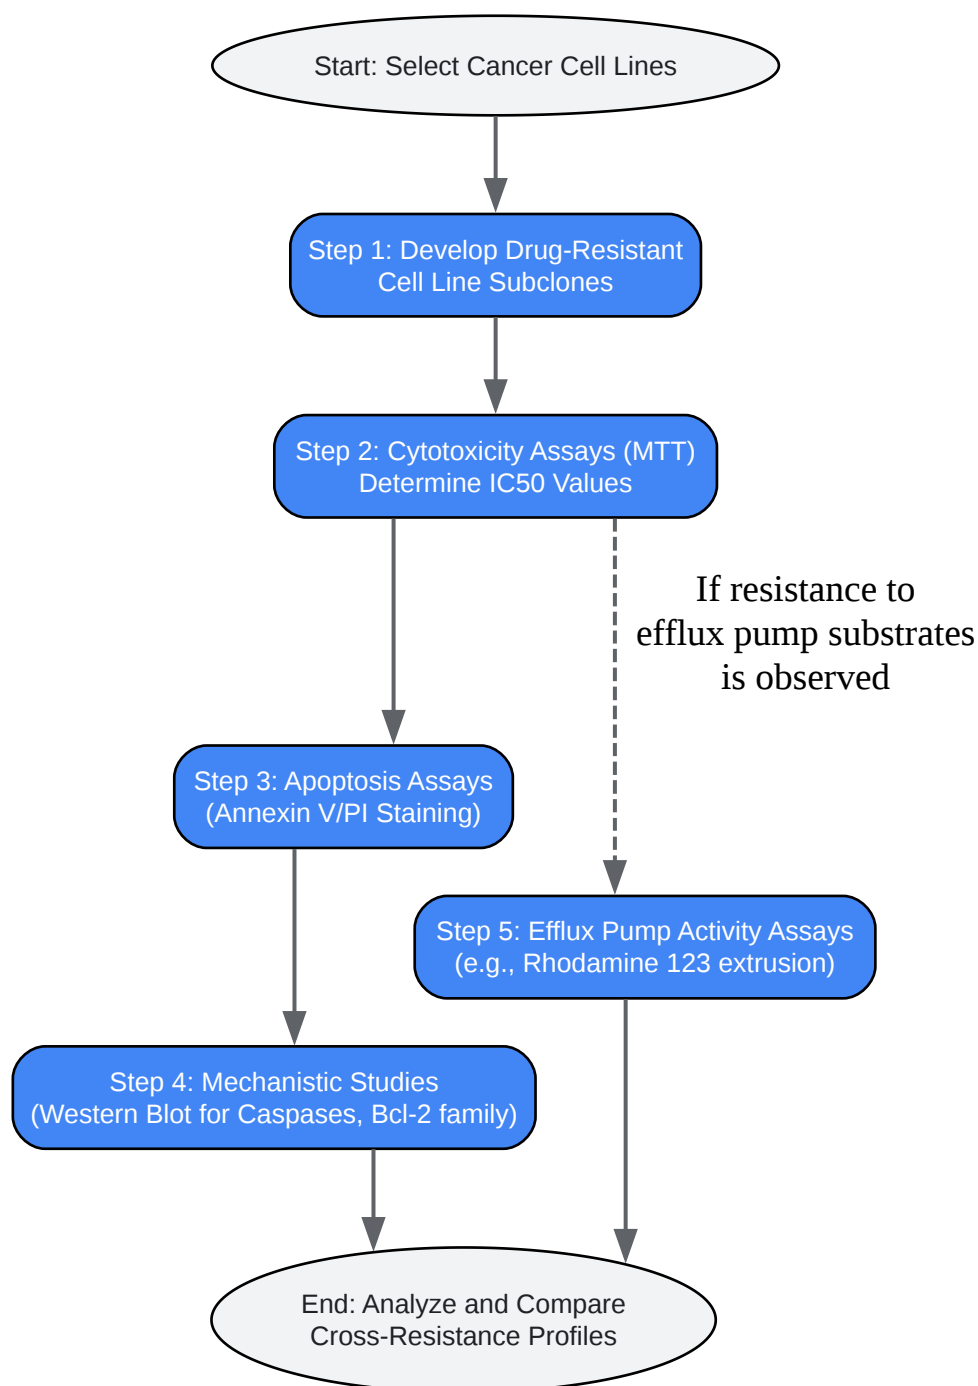 Start: Select Cancer Cell Lines
Step 1: Develop Drug-Resistant
Cell Line Subclones
Step 2: Cytotoxicity Assays (MTT)
Determine IC50 Values
If resistance to
efflux pump substrates
is observed
Step 3: Apoptosis Assays
(Annexin V/PI Staining)
Step 5: Efflux Pump Activity Assays
(e.g., Rhodamine 123 extrusion)
Step 4: Mechanistic Studies
(Western Blot for Caspases, Bcl-2 family)
End: Analyze and Compare
Cross-Resistance Profiles